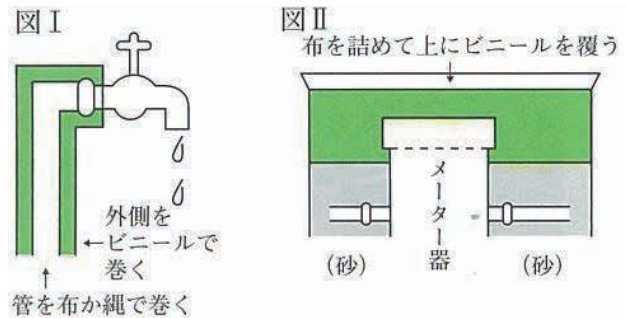 図Ⅰ
外側を
←ビニールで
巻く
管を布か縄で巻く
図Ⅱ
布を詰めて上にビニールを覆う
メーター器
(砂)
(砂)